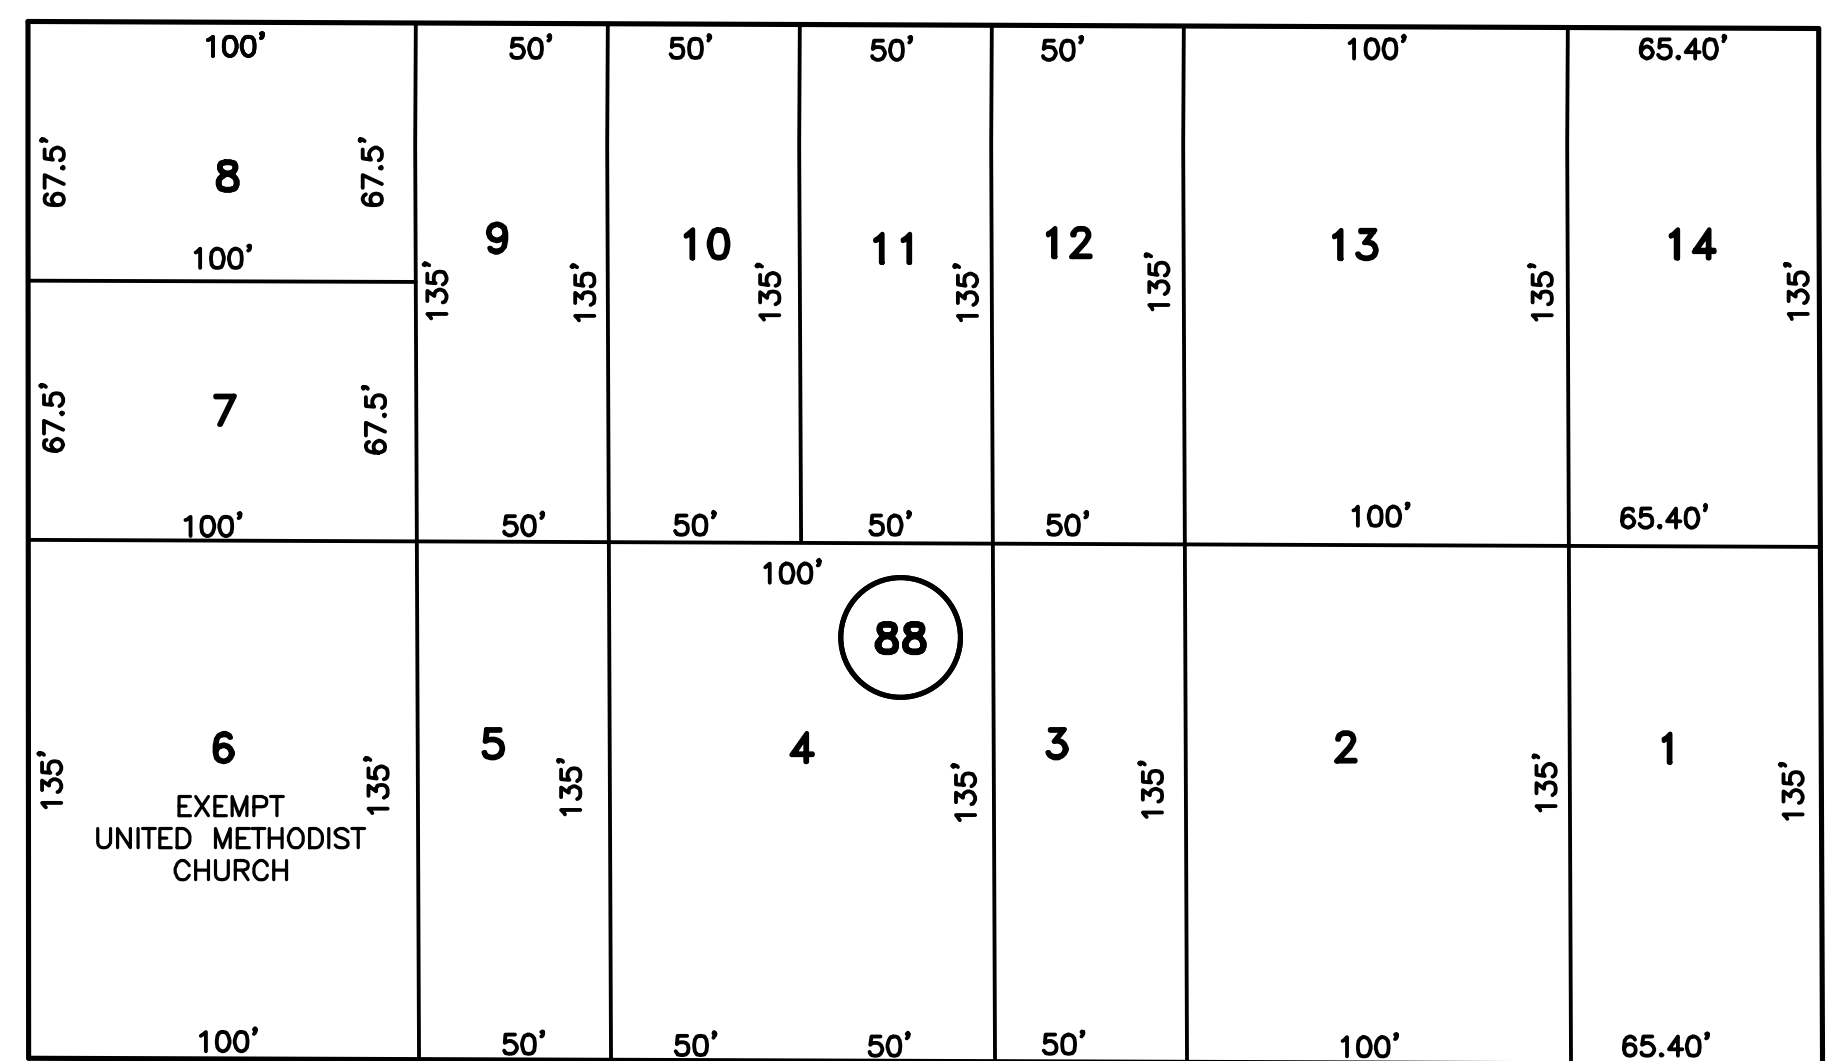 100' 50' 50' 50' 50' 100' 65.40'
67.5' 8 67.5'
100'
9 10 11 12 13 14
135' 135' 135' 135' 135' 135' 135'
67.5' 7 67.5'
100' 50' 50' 50' 50' 100' 65.40'
100'
88
6 5 4 3 2 1
135' 135' 135' 135' 135' 135' 135'
EXEMPT
UNITED METHODIST
CHURCH
100' 50' 50' 50' 50' 100' 65.40'